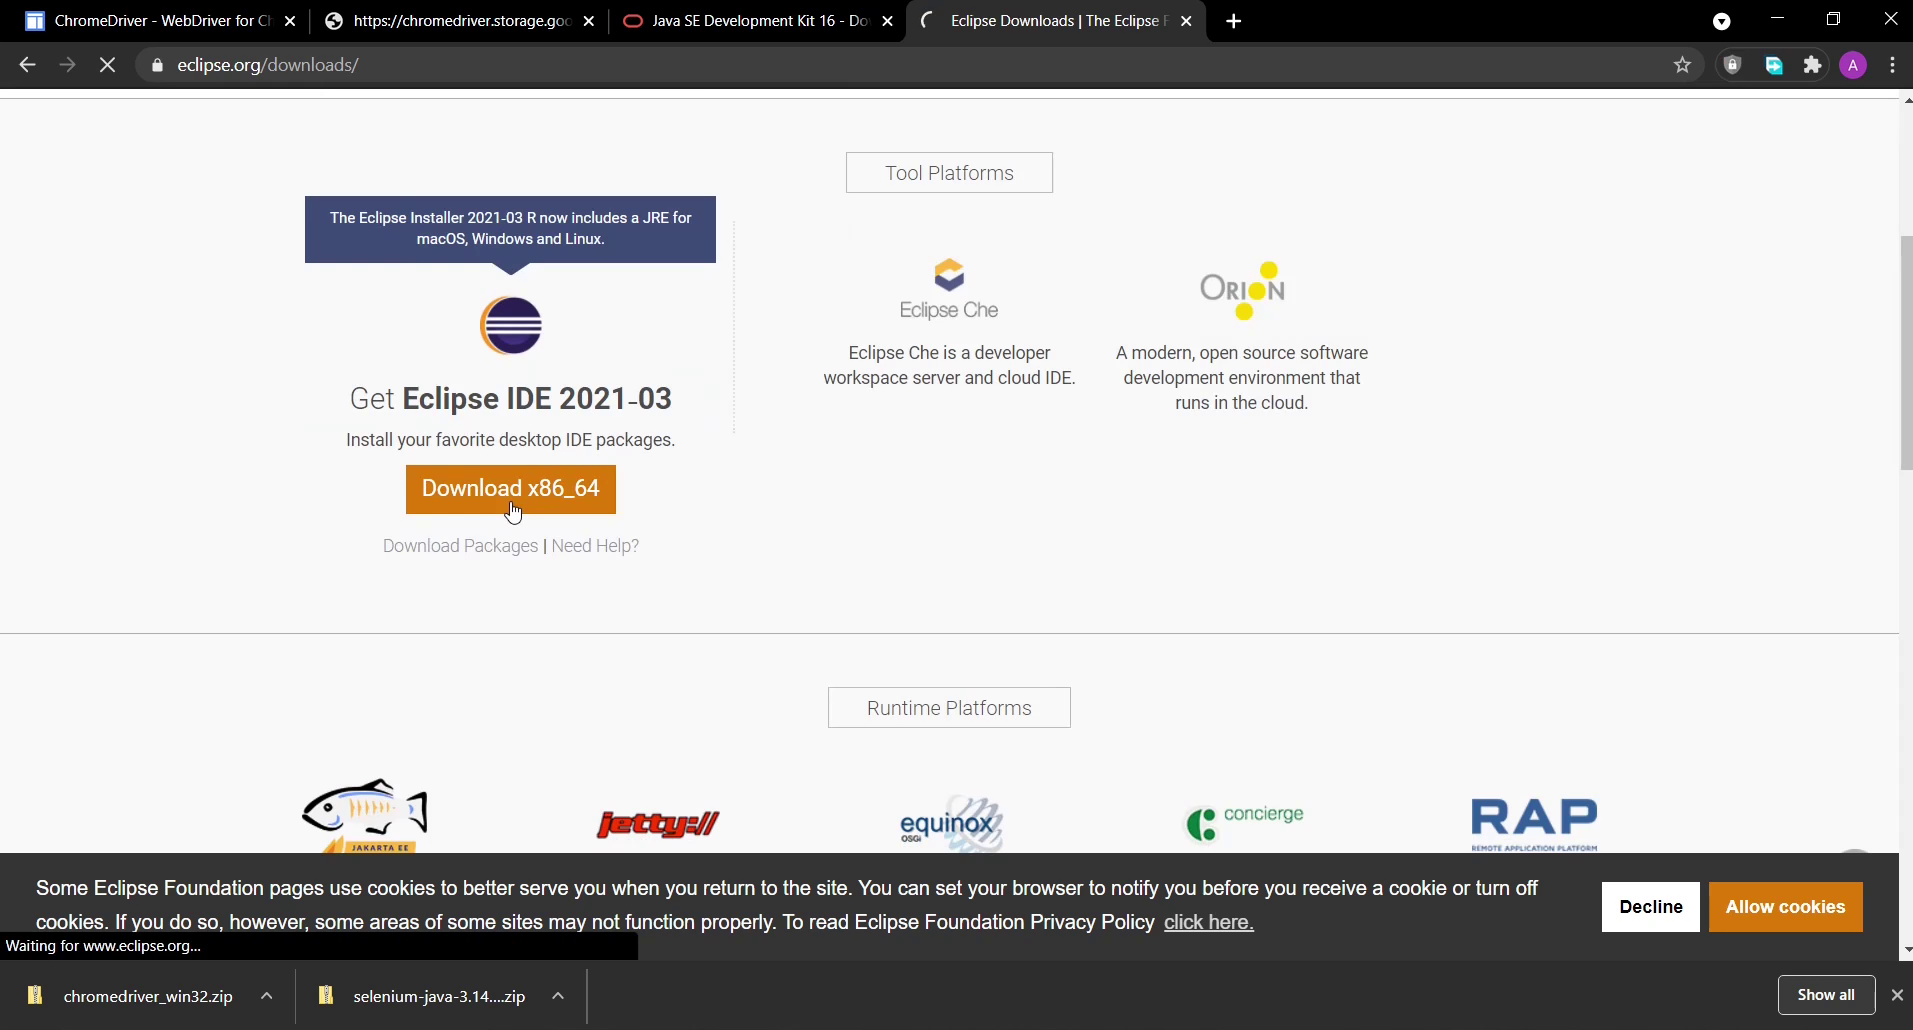 ChromeDriver - WebDriver for Ch
https://chromedriver.storage.goo
Java SE Development Kit 16 - Do
Eclipse Downloads | The Eclipse F
eclipse.org/downloads/
A
Tool Platforms
The Eclipse Installer 2021-03 R now includes a JRE for
macOS, Windows and Linux.
Get Eclipse IDE 2021-03
Install your favorite desktop IDE packages.
Download x86_64
Download Packages | Need Help?
Eclipse Che
Eclipse Che is a developer
workspace server and cloud IDE.
ORION
A modern, open source software
development environment that
runs in the cloud.
Runtime Platforms
JAKARTA EE
jetty://
equinox
OSGi
concierge
RAP
REMOTE APPLICATION PLATFORM
Some Eclipse Foundation pages use cookies to better serve you when you return to the site. You can set your browser to notify you before you receive a cookie or turn off
cookies. If you do so, however, some areas of some sites may not function properly. To read Eclipse Foundation Privacy Policy click here.
Decline
Allow cookies
Waiting for www.eclipse.org...
chromedriver_win32.zip
selenium-java-3.14....zip
Show all